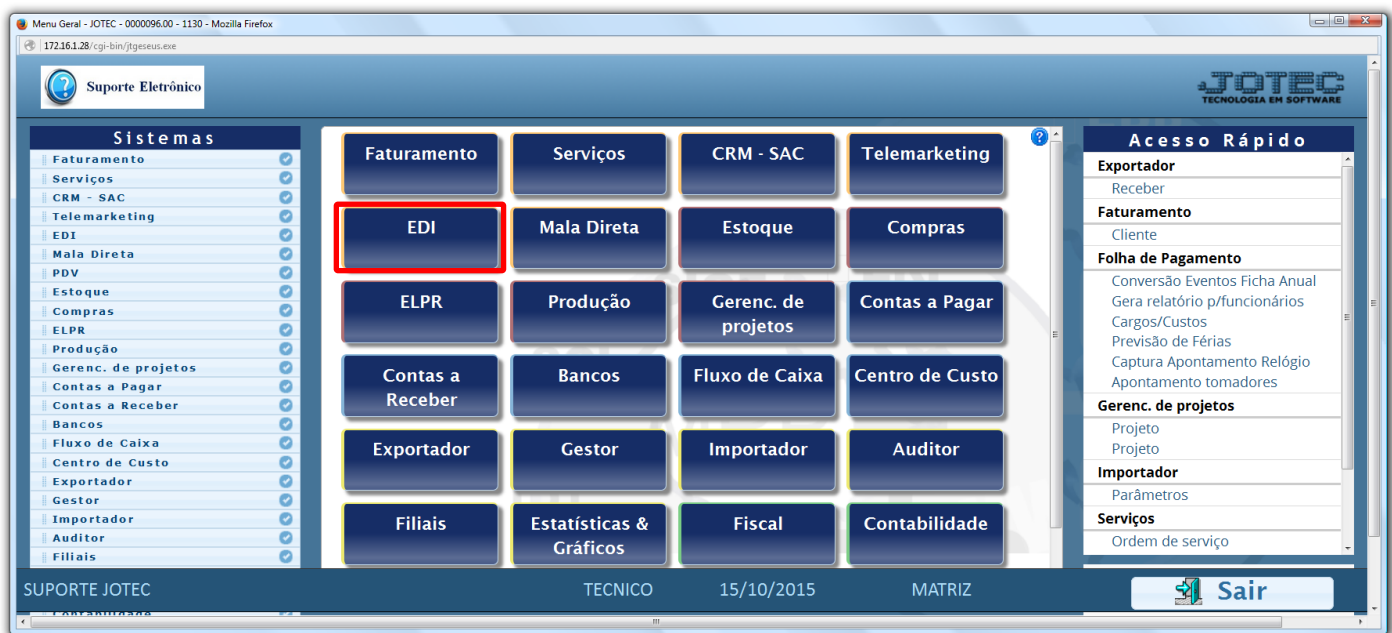 Menu Geral - JOTEC - 0000096.00 - 1130 - Mozilla Firefox
172.16.1.28/cgi-bin/jtgeseus.exe
Suporte Eletrônico
JOTEC
TECNOLOGIA EM SOFTWARE
Sistemas
Faturamento
Serviços
CRM - SAC
Telemarketing
EDI
Mala Direta
PDV
Estoque
Compras
ELPR
Produção
Gerenc. de projetos
Contas a Pagar
Contas a Receber
Bancos
Fluxo de Caixa
Centro de Custo
Exportador
Gestor
Importador
Auditor
Filiais
Contabilidade
Faturamento
Serviços
CRM - SAC
Telemarketing
EDI
Mala Direta
Estoque
Compras
ELPR
Produção
Gerenc. de
projetos
Contas a Pagar
Contas a
Receber
Bancos
Fluxo de Caixa
Centro de Custo
Exportador
Gestor
Importador
Auditor
Filiais
Estatísticas &
Gráficos
Fiscal
Contabilidade
Acesso Rápido
Exportador
Receber
Faturamento
Cliente
Folha de Pagamento
Conversão Eventos Ficha Anual
Gera relatório p/funcionários
Cargos/Custos
Previsão de Férias
Captura Apontamento Relógio
Apontamento tomadores
Gerenc. de projetos
Projeto
Projeto
Importador
Parâmetros
Serviços
Ordem de serviço
SUPORTE JOTEC
TECNICO
15/10/2015
MATRIZ
Sair